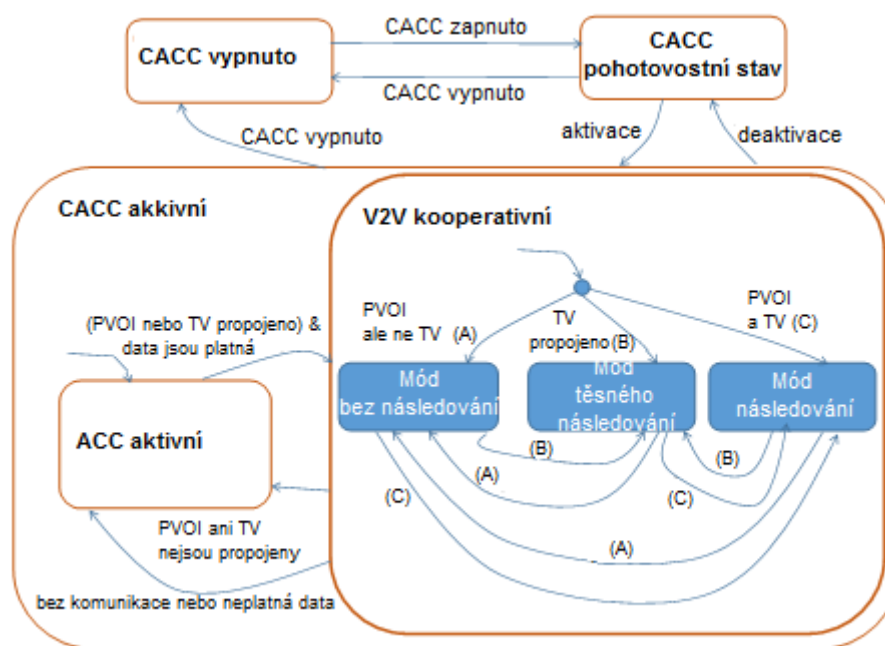 CACC zapnuto
CACC vypnuto
CACC
pohotovostní stav
CACC vypnuto
CACC vypnuto
aktivace
deaktivace
CACC akkivní
V2V kooperativní
(PVOI nebo TV propojeno) &
data jsou platná
PVOI
ale ne TV (A)
TV
propojeno(B)
PVOI
a TV (C)
Mód
bez následování
Mód
těsného
následování
Mód
následování
ACC aktivní
(B)
(A)
(C)
(B)
(C)
(A)
PVOI ani TV
nejsou propojeny
bez komunikace nebo neplatná data